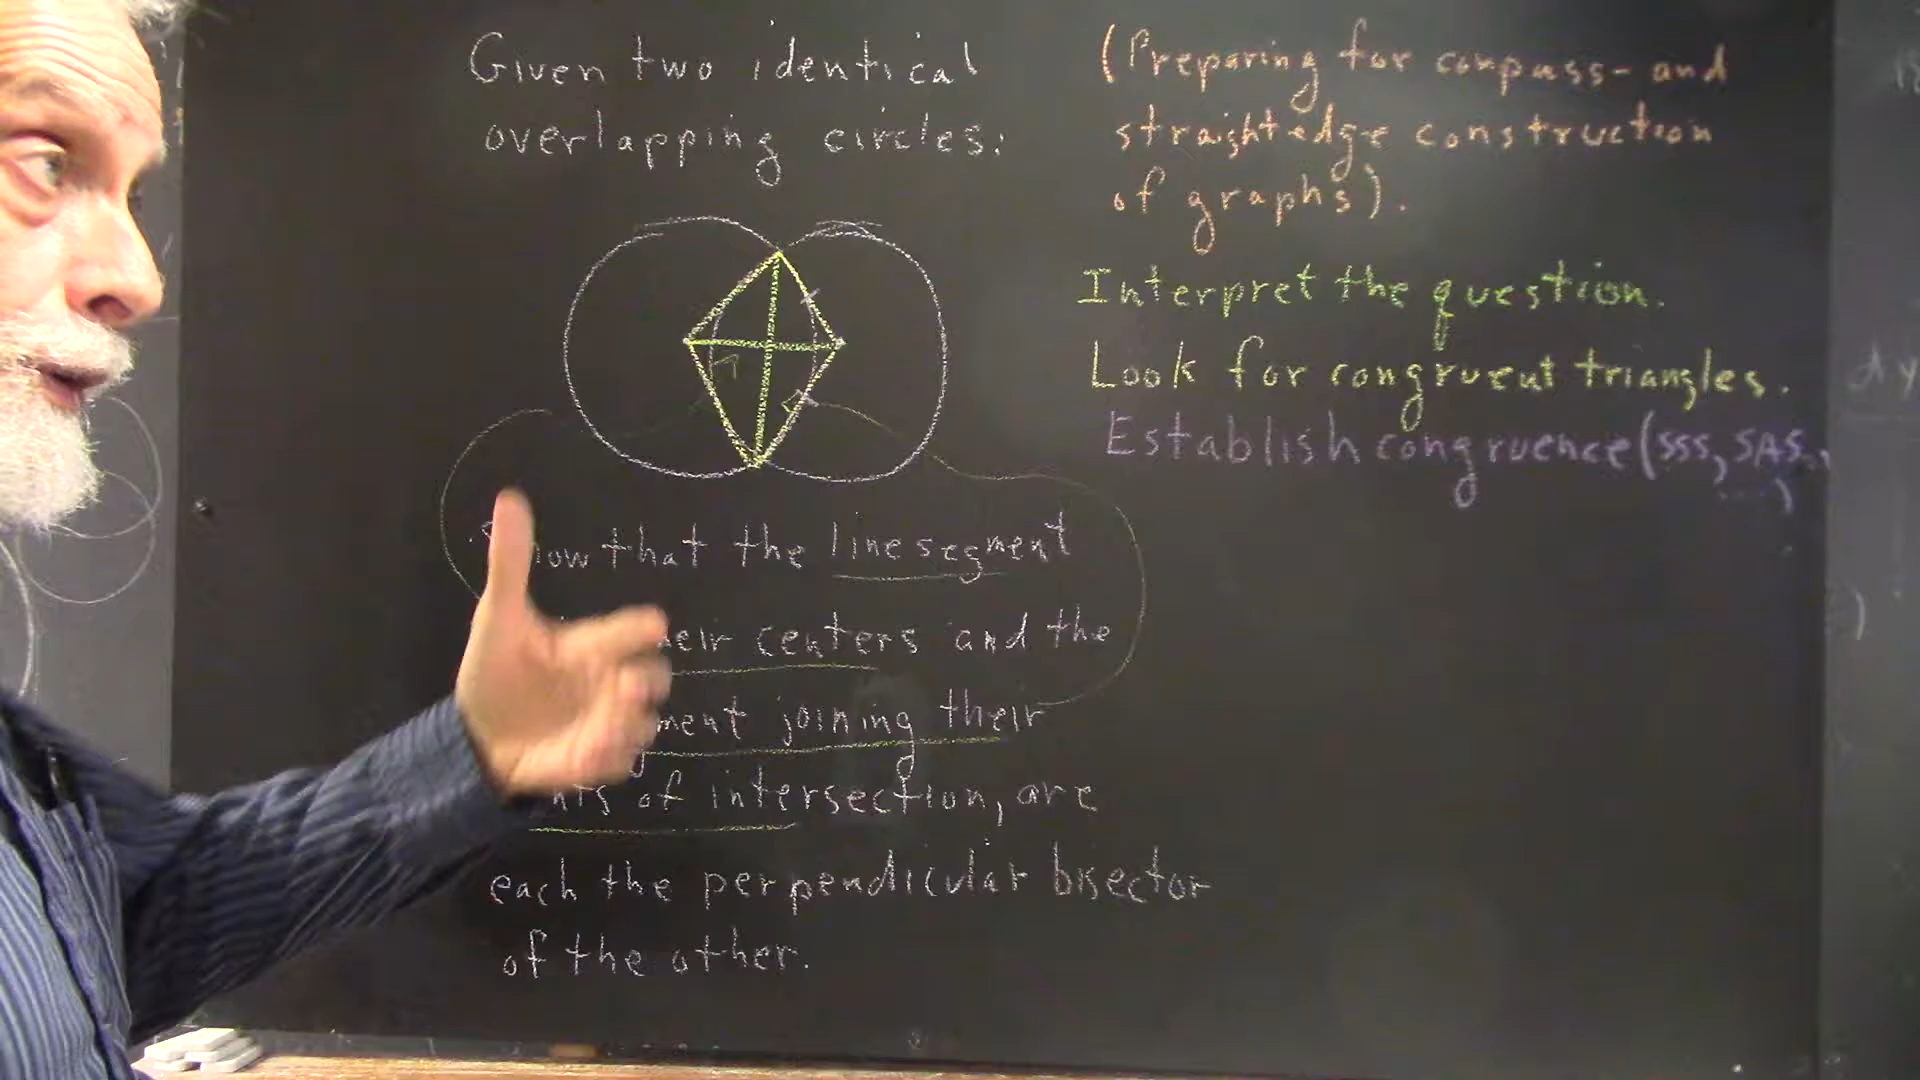 Given two identical
overlapping circles:
(Preparing for compass- and
straightedge construction
of graphs).
Interpret the question.
Look for congruent triangles.
Establish congruence (SSS, SAS,
...)
that the line segment
centers and the
joining their
of intersection, are
each the perpendicular bisector
of the other.